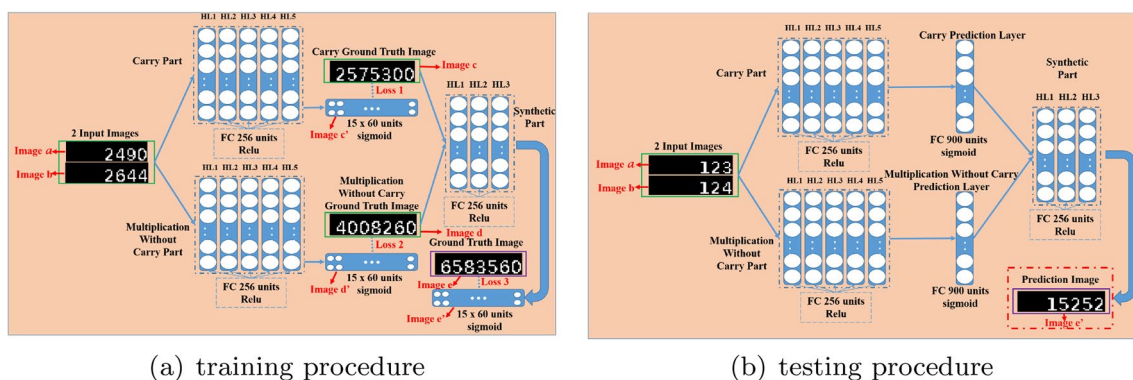 HL1 HL2 HL3 HL4 HL5
Carry Part
Carry Ground Truth Image
2575300
Image c
Loss 1
15 x 60 units
sigmoid
Image c'
HL1 HL2 HL3
Synthetic
Part
FC 256 units
Relu
2 Input Images
Image a
2490
Image b
2644
HL1 HL2 HL3 HL4 HL5
Multiplication
Without
Carry Part
FC 256 units
Relu
Multiplication
Without Carry
Ground Truth Image
4008260
Image d
Loss 2
15 x 60 units
sigmoid
Image d'
FC 256 units
Relu
Ground Truth Image
6583560
Image e
Loss 3
Image e'
15 x 60 units
sigmoid
(a) training procedure
HL1 HL2 HL3 HL4 HL5
Carry Part
FC 256 units
Relu
Carry Prediction Layer
FC 900 units
sigmoid
Synthetic
Part
HL1 HL2 HL3
FC 256 units
Relu
2 Input Images
Image a
123
Image b
124
HL1 HL2 HL3 HL4 HL5
Multiplication
Without
Carry Part
FC 256 units
Relu
Multiplication Without Carry
Prediction Layer
FC 900 units
sigmoid
Prediction Image
15252
Image e'
(b) testing procedure